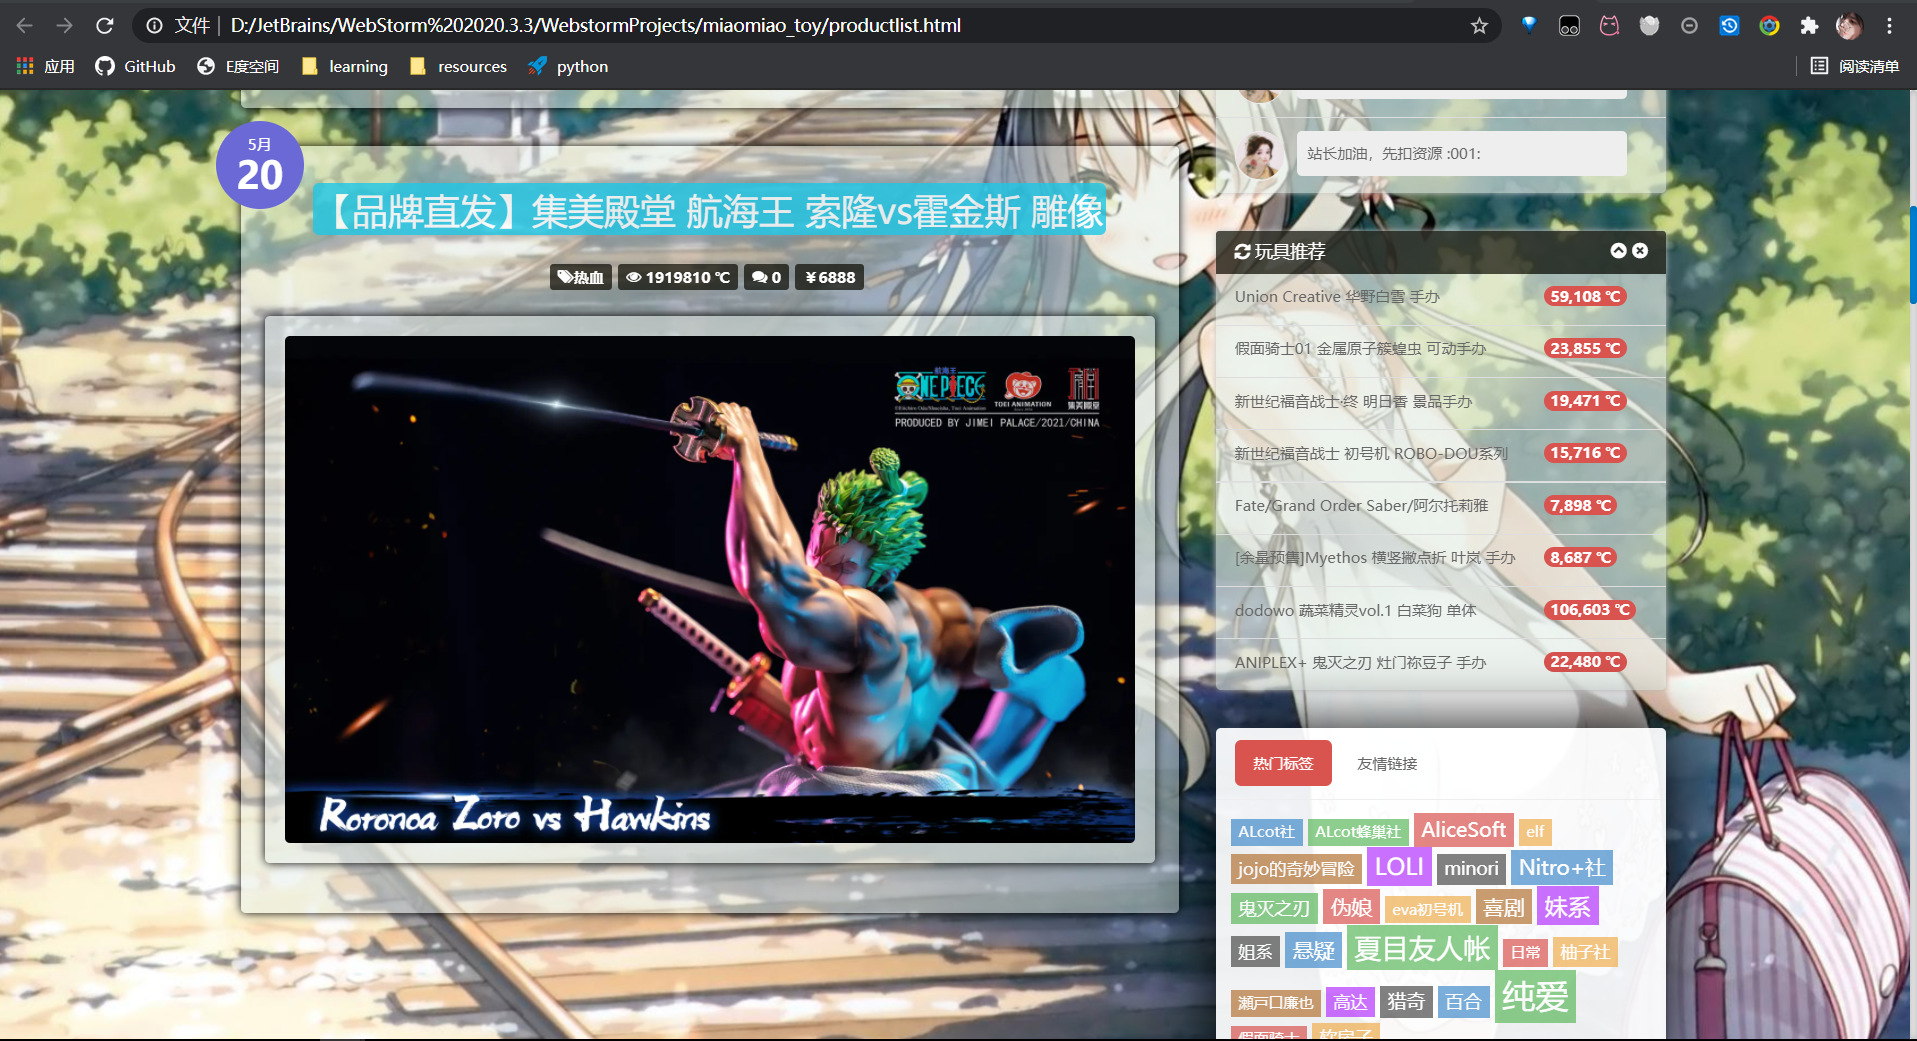 文件 D:/JetBrains/WebStorm%202020.3.3/WebstormProjects/miaomiao_toy/productlist.html
应用 GitHub E度空间 learning resources python 阅读清单
5月
20
【品牌直发】集美殿堂 航海王 索隆vs霍金斯 雕像
热血 1919810 ℃ 0 ¥6888
航海王
ONE PIECE
TOEI ANIMATION
集美殿堂
PRODUCED BY JIMEI PALACE/2021/CHINA
Roronoa Zoro vs Hawkins
站长加油，先扣资源 :001:
玩具推荐
Union Creative 华野白雪 手办 59,108 ℃
假面骑士01 金属原子簇蝗虫 可动手办 23,855 ℃
新世纪福音战士:终 明日香 景品手办 19,471 ℃
新世纪福音战士 初号机 ROBO-DOU系列 15,716 ℃
Fate/Grand Order Saber/阿尔托莉雅 7,898 ℃
[余量预售]Myethos 横竖撇点折 叶岚 手办 8,687 ℃
dodowo 蔬菜精灵vol.1 白菜狗 单体 106,603 ℃
ANIPLEX+ 鬼灭之刃 灶门祢豆子 手办 22,480 ℃
热门标签 友情链接
ALcot社 ALcot蜂巢社 AliceSoft elf
jojo的奇妙冒险 LOLI minori Nitro+社
鬼灭之刃 伪娘 eva初号机 喜剧 妹系
姐系 悬疑 夏目友人帐 日常 柚子社
瀬戸口廉也 高达 猎奇 百合 纯爱
假面骑士